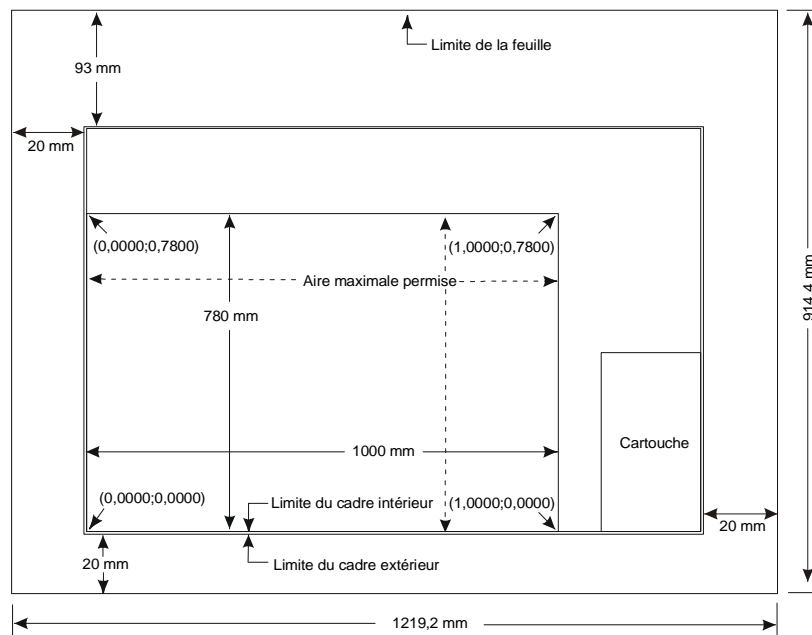 Limite de la feuille
93 mm
20 mm
(0,0000;0,7800)
(1,0000;0,7800)
Aire maximale permise
780 mm
914,4 mm
Cartouche
1000 mm
(0,0000;0,0000)
Limite du cadre intérieur
(1,0000;0,0000)
20 mm
20 mm
Limite du cadre extérieur
1219,2 mm